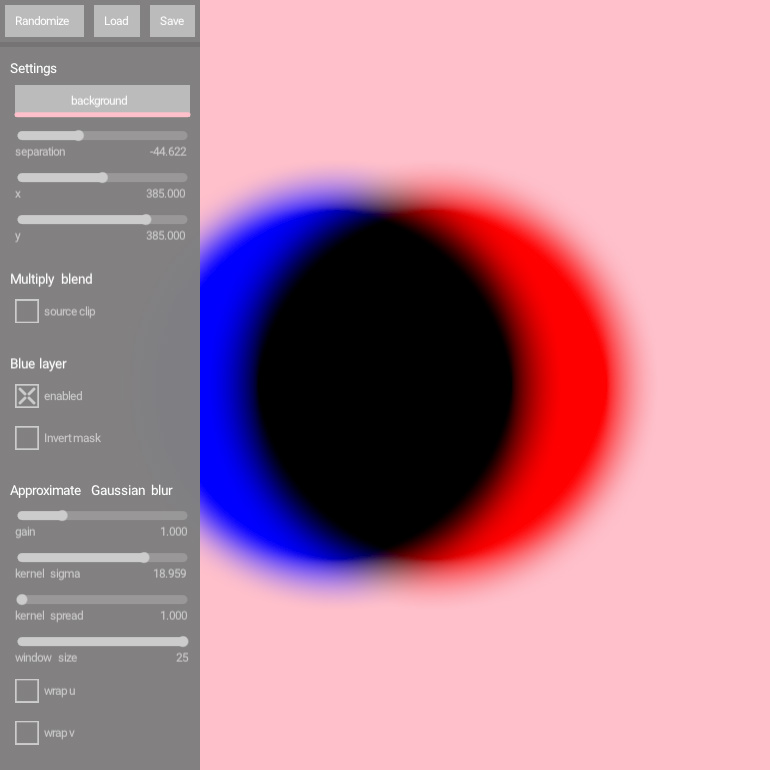 Randomize Load Save
Settings
background
separation -44.622
x 385.000
y 385.000
Multiply blend
source clip
Blue layer
enabled
Invert mask
Approximate Gaussian blur
gain 1.000
kernel sigma 18.959
kernel spread 1.000
window size 25
wrap u
wrap v